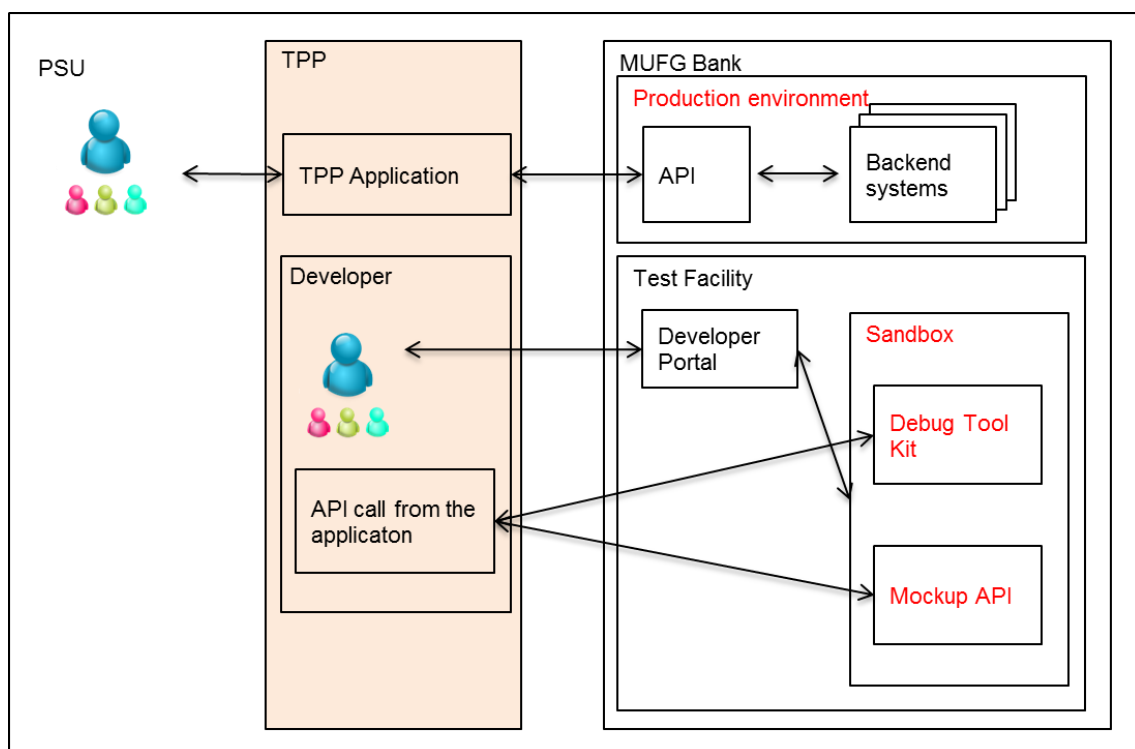 PSU
TPP
MUFG Bank
Production environment
TPP Application
API
Backend
systems
Developer
Test Facility
Developer
Portal
Sandbox
Debug Tool
Kit
API call from the
applicaton
Mockup API